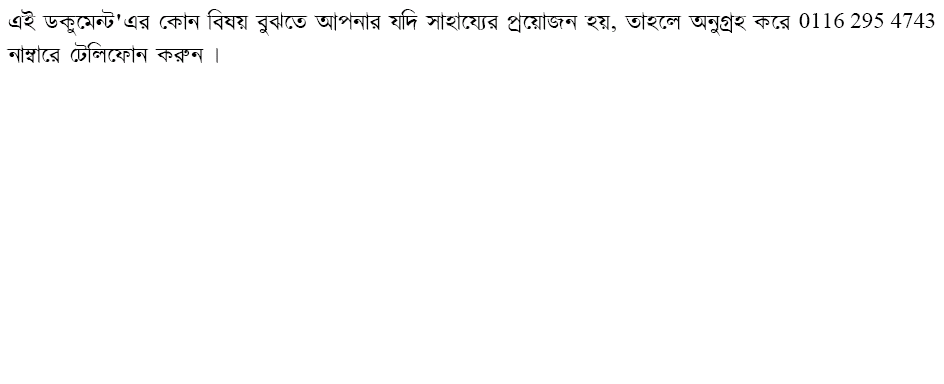 এই ডকুমেন্ট'এর কোন বিষয় বুঝতে আপনার যদি সাহায্যের প্রয়োজন হয়, তাহলে অনুগ্রহ করে 0116 295 4743
নাম্বারে টেলিফোন করুন ।